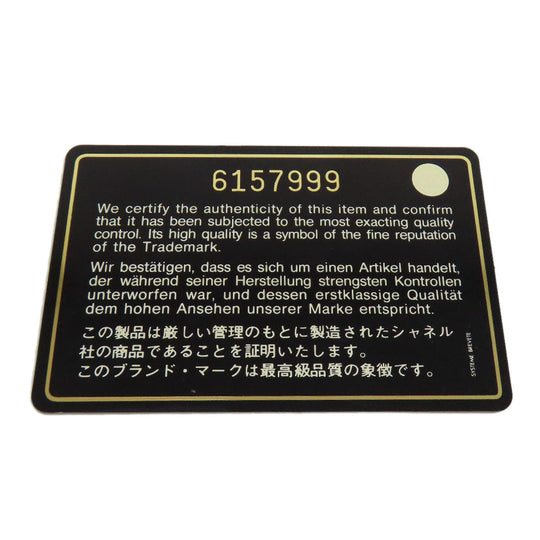 6157999
We certify the authenticity of this item and confirm
that it has been subjected to the most exacting quality
control. Its high quality is a symbol of the fine reputation
of the Trademark.
Wir bestätigen, dass es sich um einen Artikel handelt,
der während seiner Herstellung strengsten Kontrollen
unterworfen war, und dessen erstklassige Qualität
dem hohen Ansehen unserer Marke entspricht.
この製品は厳しい管理のもとに製造されたシャネル
社の商品であることを証明いたします。
このブランド・マークは最高級品質の象徴です。
SYSTEME BREVETE